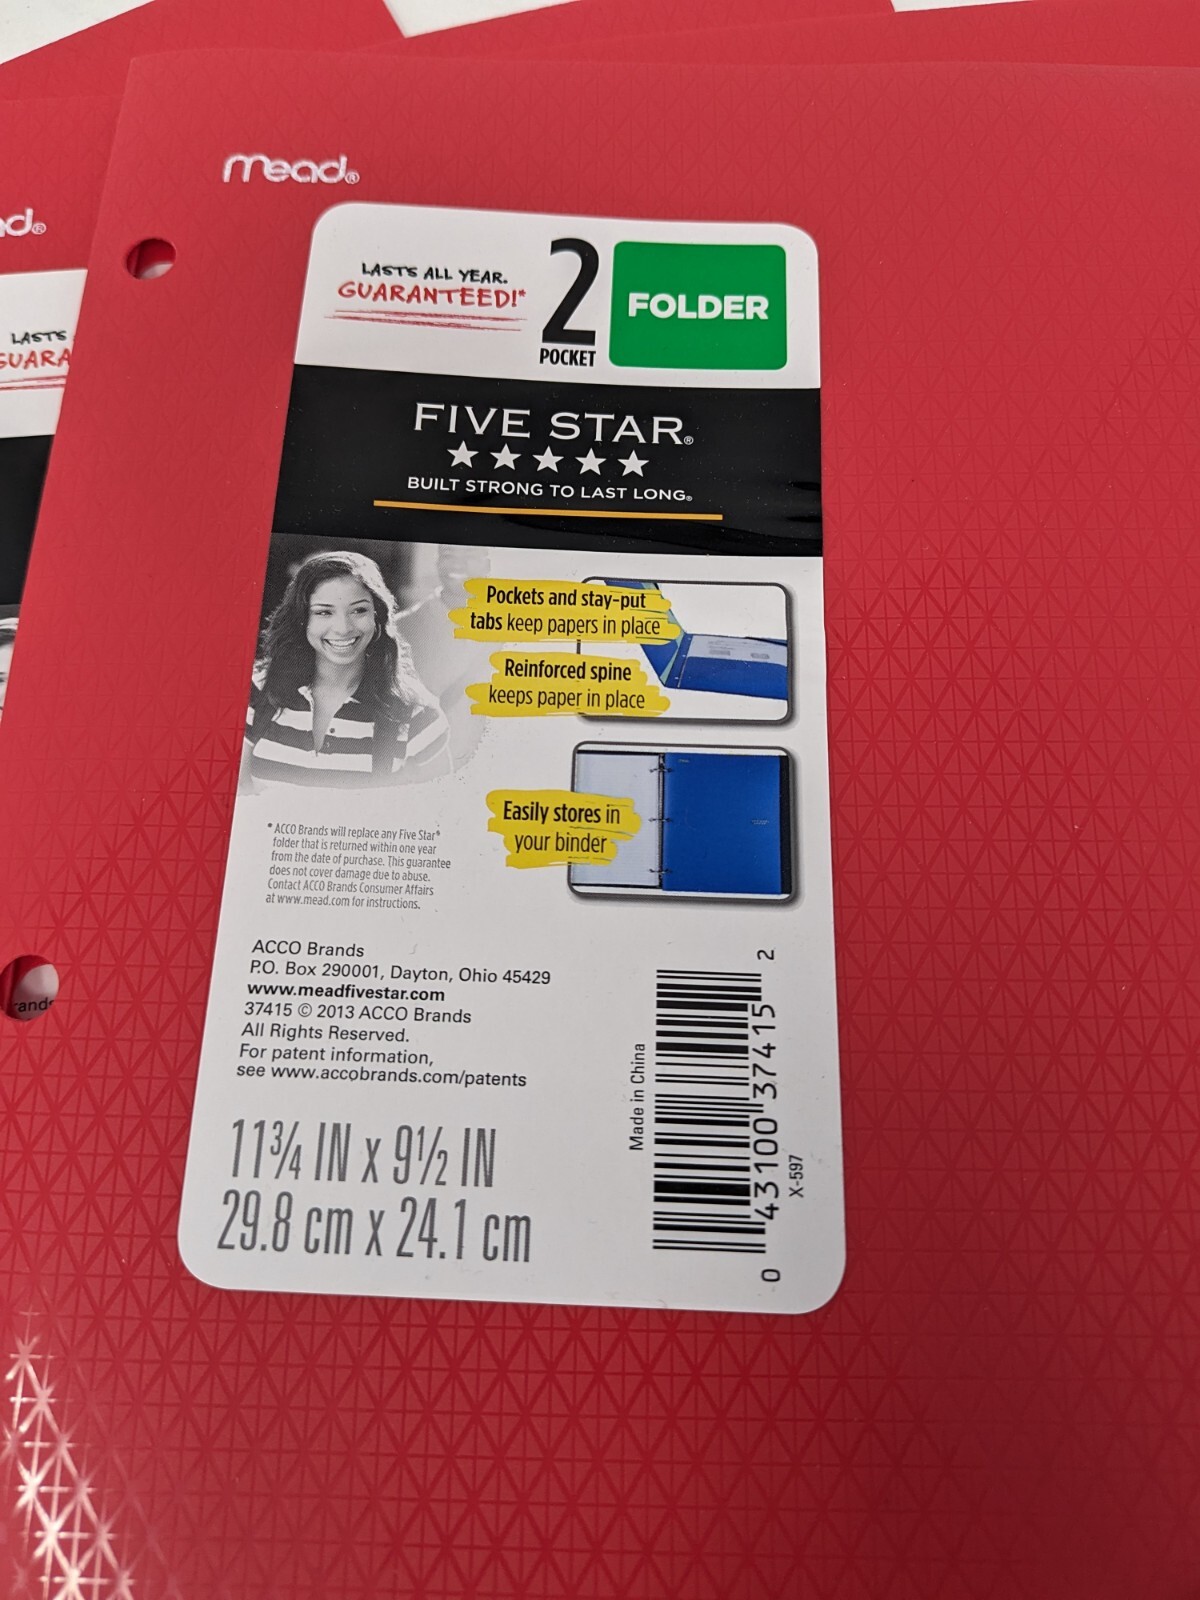 mead®
ad®
LASTS ALL YEAR.
GUARANTEED!*
2
POCKET
FOLDER
LASTS
GUARA
FIVE STAR®
BUILT STRONG TO LAST LONG®
Pockets and stay-put
tabs keep papers in place
Reinforced spine
keeps paper in place
Easily stores in
your binder
* ACCO Brands will replace any Five Star®
folder that is returned within one year
from the date of purchase. This guarantee
does not cover damage due to abuse.
Contact ACCO Brands Consumer Affairs
at www.mead.com for instructions.
ACCO Brands
P.O. Box 290001, Dayton, Ohio 45429
www.meadfivestar.com
37415 © 2013 ACCO Brands
All Rights Reserved.
For patent information,
see www.accobrands.com/patents
rands
11¾ IN x 9½ IN
29.8 cm x 24.1 cm
Made in China
0 43100 37415 2
X-597